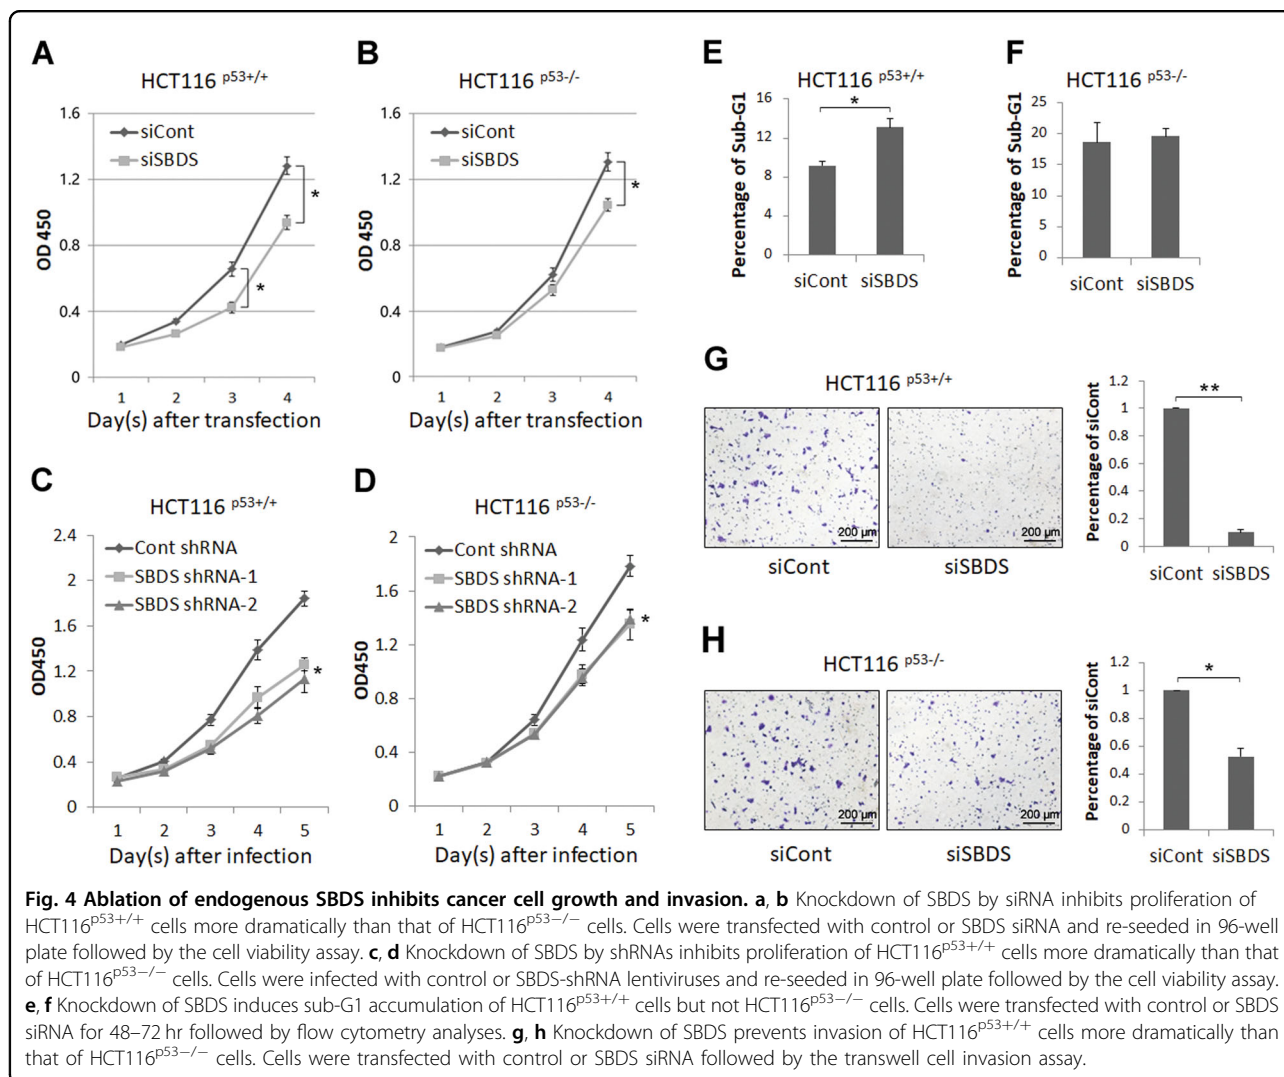 A
HCT116 p53+/+
1.6
1.2
0.8
0.4
0
OD 450
siCont
siSBDS
*
*
1 2 3 4
Day(s) after transfection
B
HCT116 p53-/-
1.6
1.2
0.8
0.4
0
OD 450
siCont
siSBDS
*
1 2 3 4
Day(s) after transfection
C
HCT116 p53+/+
2.4
2
1.6
1.2
0.8
0.4
0
OD450
Cont shRNA
SBDS shRNA-1
SBDS shRNA-2
*
1 2 3 4 5
Day(s) after infection
D
HCT116 p53-/-
2
1.6
1.2
0.8
0.4
0
OD450
Cont shRNA
SBDS shRNA-1
SBDS shRNA-2
*
1 2 3 4 5
Day(s) after infection
E
HCT116 p53+/+
16
12
8
4
0
Percentage of Sub-G1
*
siCont siSBDS
F
HCT116 p53-/-
25
20
15
10
5
0
Percentage of Sub-G1
siCont siSBDS
G
HCT116 p53+/+
200 µm
200 µm
siCont siSBDS
1.2
1
0.8
0.6
0.4
0.2
0
Percentage of siCont
**
siCont siSBDS
H
HCT116 p53-/-
200 µm
200 µm
siCont siSBDS
1.2
1
0.8
0.6
0.4
0.2
0
Percentage of siCont
*
siCont siSBDS
Fig. 4 Ablation of endogenous SBDS inhibits cancer cell growth and invasion. a, b Knockdown of SBDS by siRNA inhibits proliferation of
HCT116p53+/+ cells more dramatically than that of HCT116p53−/− cells. Cells were transfected with control or SBDS siRNA and re-seeded in 96-well
plate followed by the cell viability assay. c, d Knockdown of SBDS by shRNAs inhibits proliferation of HCT116p53+/+ cells more dramatically than that
of HCT116p53−/− cells. Cells were infected with control or SBDS-shRNA lentiviruses and re-seeded in 96-well plate followed by the cell viability assay.
e, f Knockdown of SBDS induces sub-G1 accumulation of HCT116p53+/+ cells but not HCT116p53−/− cells. Cells were transfected with control or SBDS
siRNA for 48–72 hr followed by flow cytometry analyses. g, h Knockdown of SBDS prevents invasion of HCT116p53+/+ cells more dramatically than
that of HCT116p53−/− cells. Cells were transfected with control or SBDS siRNA followed by the transwell cell invasion assay.